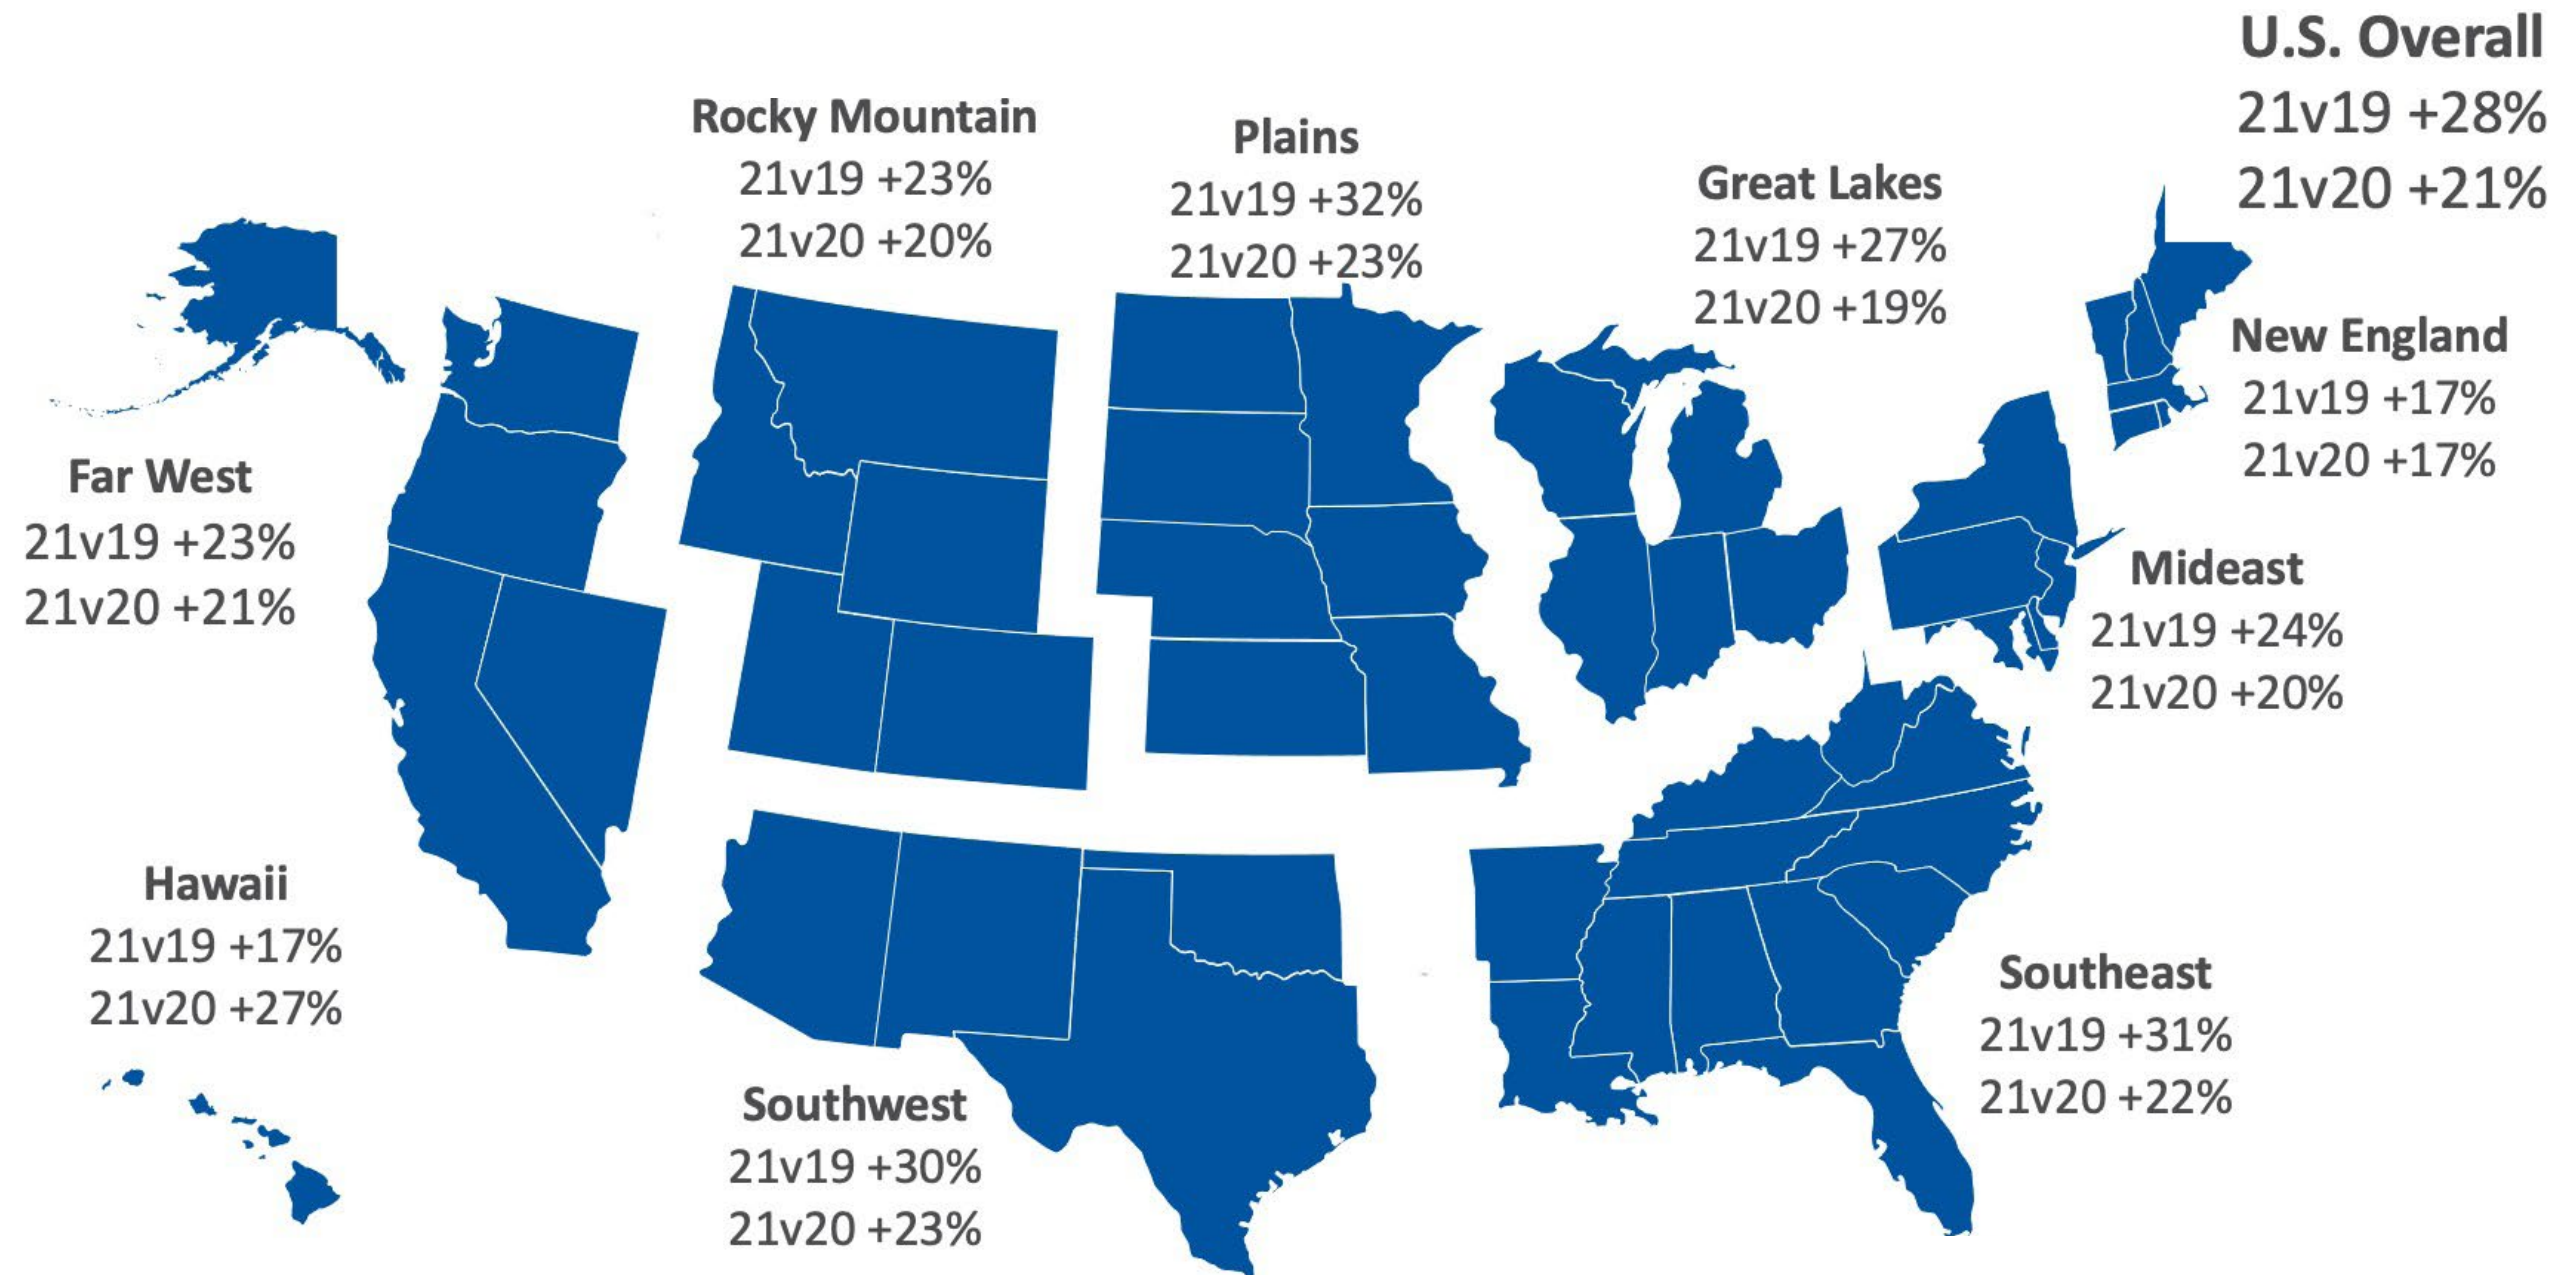 U.S. Overall
21v19 +28%
21v20 +21%
Rocky Mountain
21v19 +23%
21v20 +20%
Plains
21v19 +32%
21v20 +23%
Great Lakes
21v19 +27%
21v20 +19%
New England
21v19 +17%
21v20 +17%
Far West
21v19 +23%
21v20 +21%
Mideast
21v19 +24%
21v20 +20%
Hawaii
21v19 +17%
21v20 +27%
Southeast
21v19 +31%
21v20 +22%
Southwest
21v19 +30%
21v20 +23%